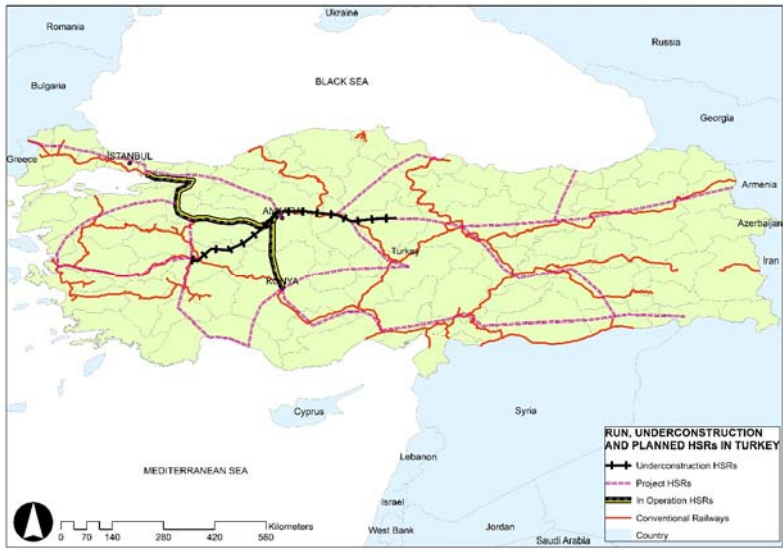 Ukraine
Romania
Russia
BLACK SEA
Bulgaria
Georgia
İSTANBUL
Greece
Armenia
ANKARA
Azerbaijan
Turkey
Iran
KONYA
Cyprus
Syria
Lebanon
MEDITERRANEAN SEA
Israel
West Bank
Jordan
Saudi Arabia
RUN, UNDERCONSTRUCTION
AND PLANNED HSRs IN TURKEY
Underconstruction HSRs
Project HSRs
In Operation HSRs
Conventional Railways
Country
Kilometers
0 70 140 280 420 560